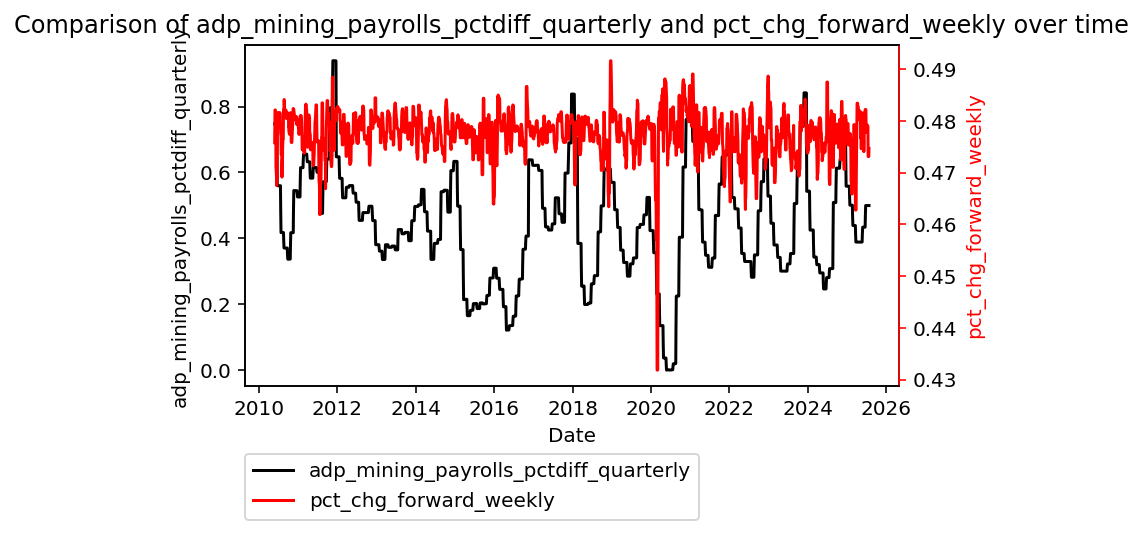 Comparison of adp_mining_payrolls_pctdiff_quarterly and pct_chg_forward_weekly over time
adp_mining_payrolls_pctdiff_quarterly
0.8
0.6
0.4
0.2
0.0
0.49
0.48
0.47
0.46
0.45
0.44
0.43
pct_chg_forward_weekly
2010 2012 2014 2016 2018 2020 2022 2024 2026
Date
adp_mining_payrolls_pctdiff_quarterly
pct_chg_forward_weekly